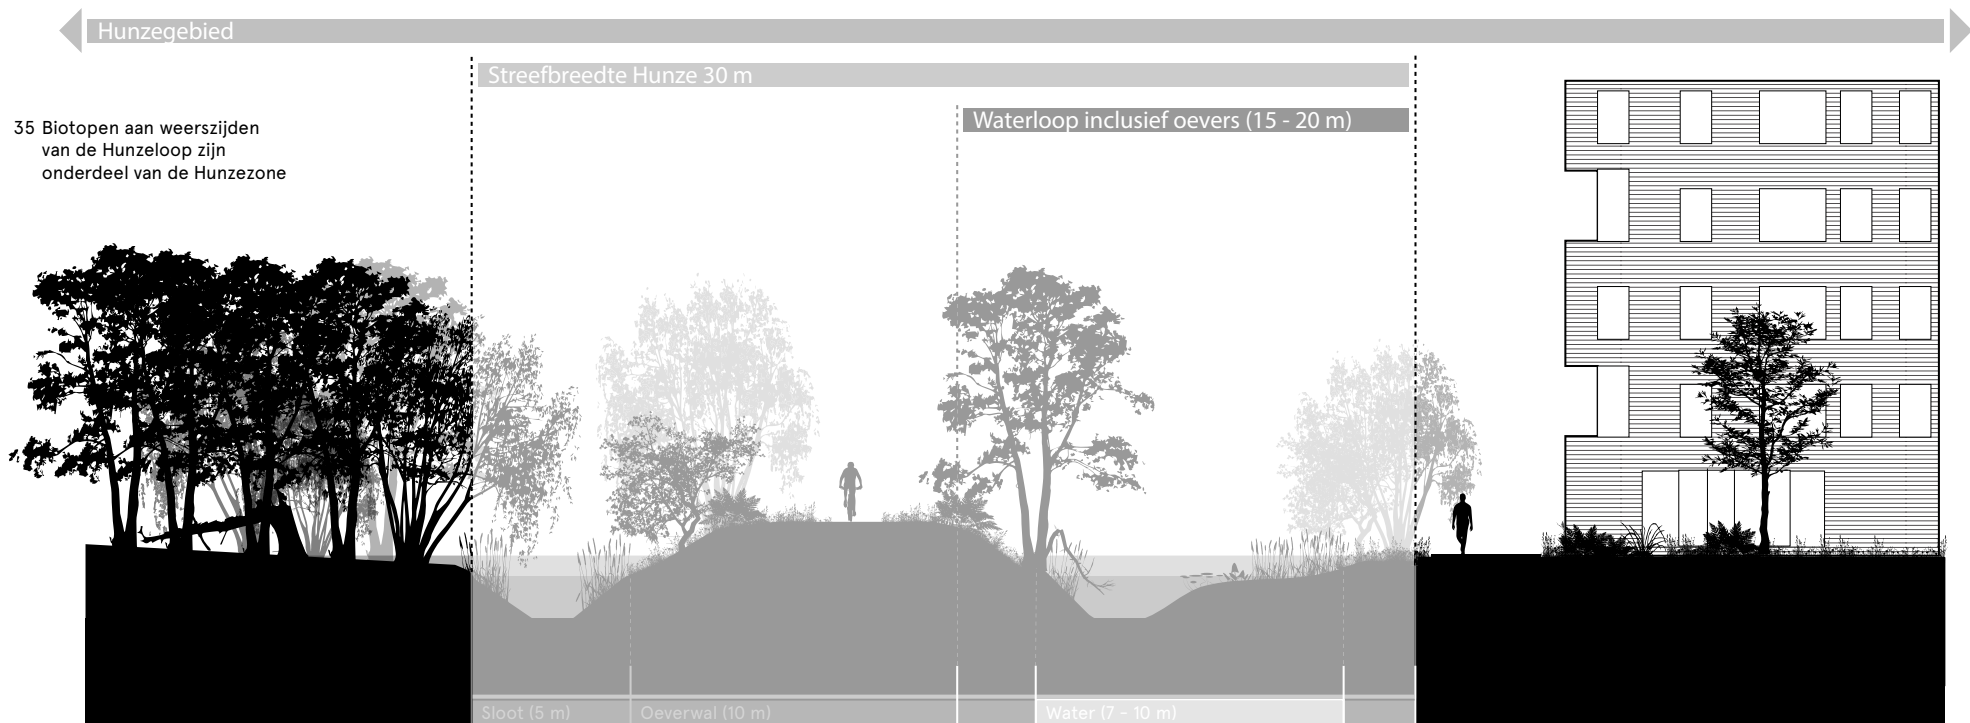 Hunzegebied
Streefbreedte Hunze 30 m
Waterloop inclusief oevers (15 - 20 m)
35 Biotopen aan weerszijden
van de Hunzeloop zijn
onderdeel van de Hunzezone
Sloot (5 m)
Oeverwal (10 m)
Water (7 - 10 m)